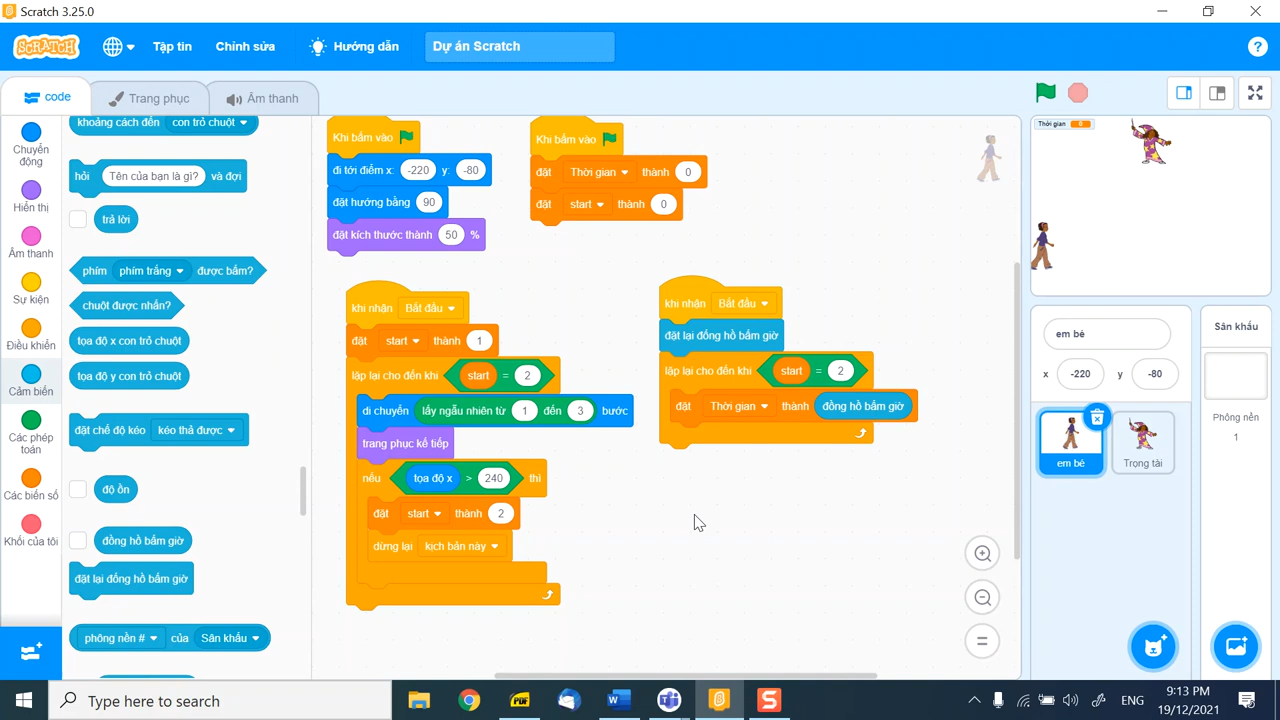 Scratch 3.25.0
SCRATCH
Tập tin
Chỉnh sửa
Hướng dẫn
Dự án Scratch
?
code
Trang phục
Âm thanh
Chuyển động
Hiển thị
Âm thanh
Sự kiện
Điều khiển
Cảm biến
Các phép toán
Các biến số
Khối của tôi
khoảng cách đến con trỏ chuột
hỏi Tên của bạn là gì? và đợi
trả lời
phím phím trắng được bấm?
chuột được nhấn?
tọa độ x con trỏ chuột
tọa độ y con trỏ chuột
đặt chế độ kéo kéo thả được
độ ồn
đồng hồ bấm giờ
đặt lại đồng hồ bấm giờ
phông nền # của Sân khấu
Khi bấm vào
đi tới điểm x: -220 y: -80
đặt hướng bằng 90
đặt kích thước thành 50 %
Khi bấm vào
đặt Thời gian thành 0
đặt start thành 0
khi nhận Bắt đầu
đặt start thành 1
lặp lại cho đến khi start = 2
di chuyển lấy ngẫu nhiên từ 1 đến 3 bước
trang phục kế tiếp
nếu tọa độ x > 240 thì
đặt start thành 2
dừng lại kịch bản này
khi nhận Bắt đầu
đặt lại đồng hồ bấm giờ
lặp lại cho đến khi start = 2
đặt Thời gian thành đồng hồ bấm giờ
Thời gian 0
em bé
x -220 y -80
em bé
Trọng tài
Sân khấu
Phông nền
1
Type here to search
PDF
W
S
ENG
9:13 PM
19/12/2021